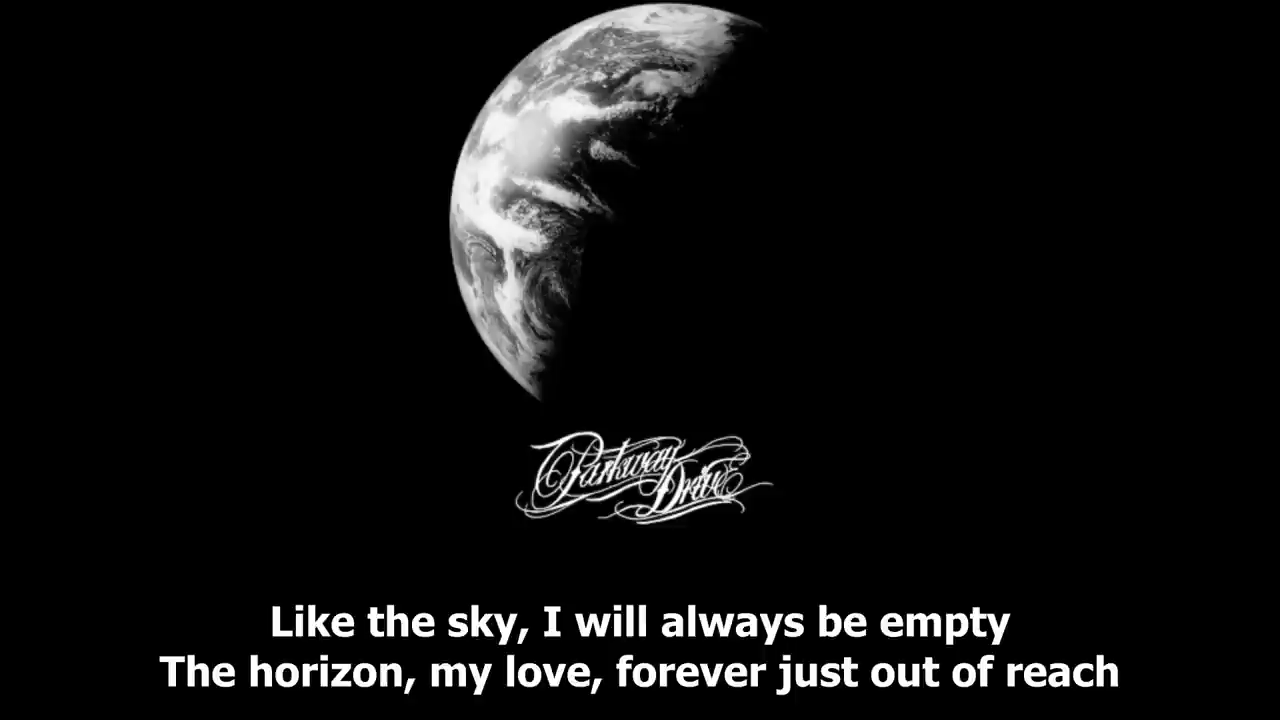 Parkway
Drive
Like the sky, I will always be empty
The horizon, my love, forever just out of reach